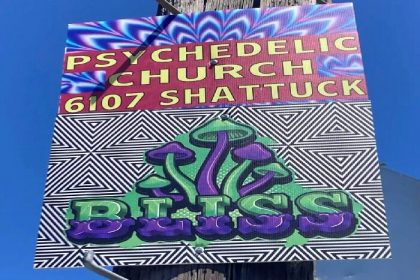 PSYCHEDELIC
CHURCH
6107 SHATTUCK
BLISS